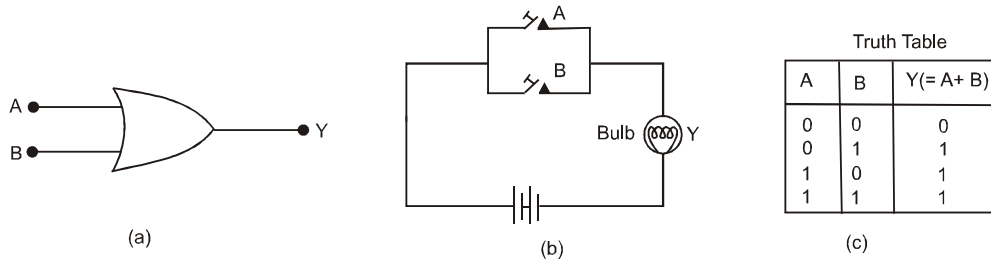 A
B
Y
(a)
A
B
Bulb
Y
(b)
Truth Table
A B Y(= A+ B)
0 0 0
0 1 1
1 0 1
1 1 1
(c)